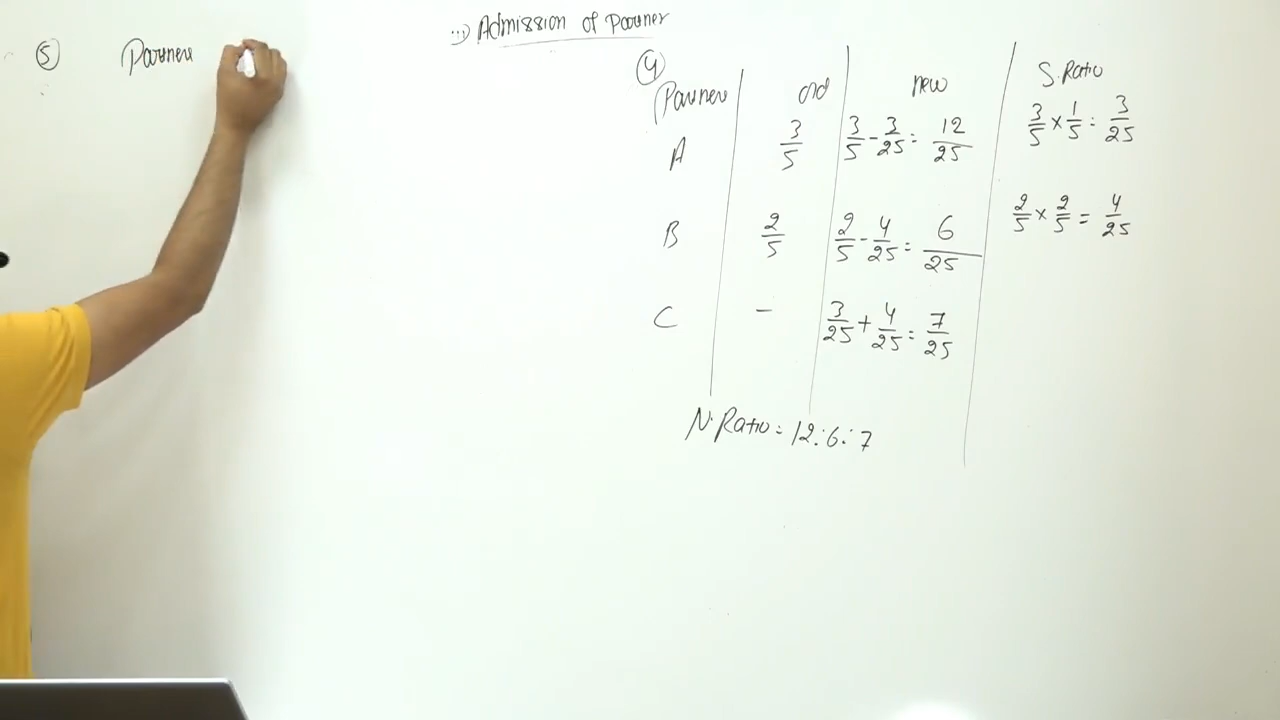 Admission of Partner
(5) Partners
(4)
Partners old new S.Ratio
A 3/5 3/5 - 3/25 = 12/25 3/5 × 1/5 = 3/25
B 2/5 2/5 - 4/25 = 6/25 2/5 × 2/5 = 4/25
C - 3/25 + 4/25 = 7/25
N.Ratio = 12:6:7